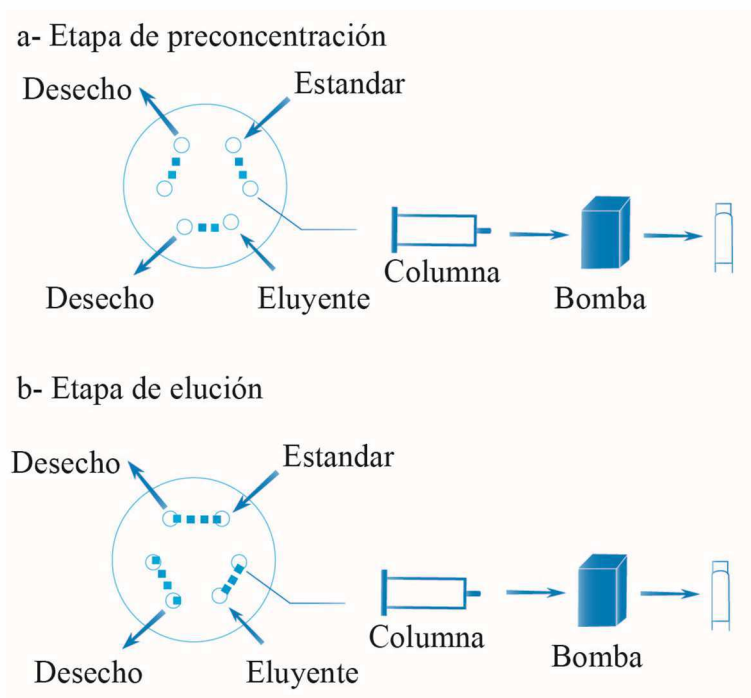 a- Etapa de preconcentración
Desecho
Estandar
Columna
Bomba
Desecho
Eluyente
b- Etapa de elución
Desecho
Estandar
Columna
Bomba
Desecho
Eluyente